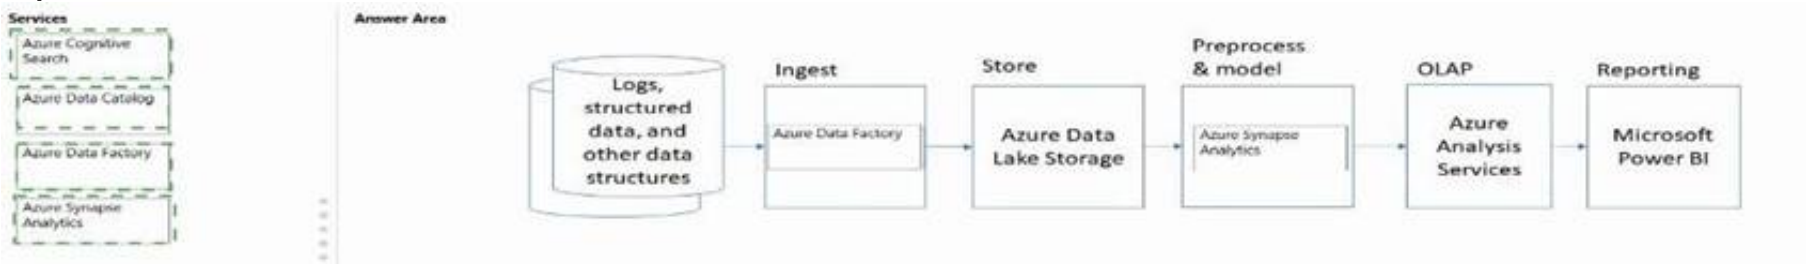 Services
Azure Cognitive
Search
Azure Data Catalog
Azure Data Factory
Azure Synapse
Analytics
Answer Area
Logs,
structured
data, and
other data
structures
Ingest
Azure Data Factory
Store
Azure Data
Lake Storage
Preprocess
& model
Azure Synapse
Analytics
OLAP
Azure
Analysis
Services
Reporting
Microsoft
Power BI